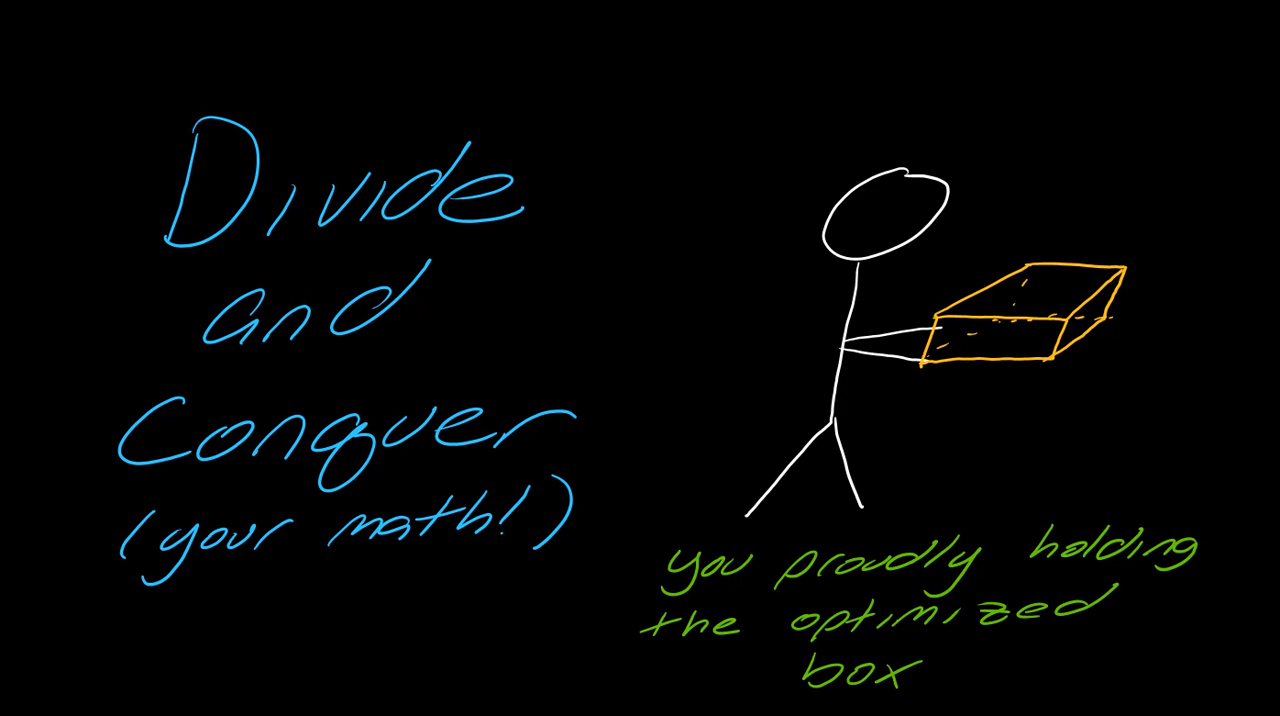 Divide
and
Conquer
(your math!)
you proudly holding
the optimized
box